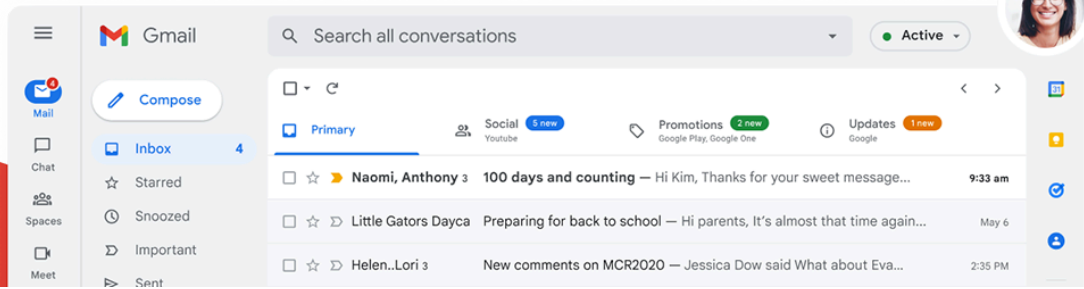 Gmail
Search all conversations
Active
4
Mail
Chat
Spaces
Meet
Compose
Inbox 4
Starred
Snoozed
Important
Sent
Primary
Social 5 new
Youtube
Promotions 2 new
Google Play, Google One
Updates 1 new
Google
Naomi, Anthony 3 100 days and counting — Hi Kim, Thanks for your sweet message... 9:33 am
Little Gators Dayca Preparing for back to school — Hi parents, It's almost that time again... May 6
Helen..Lori 3 New comments on MCR2020 — Jessica Dow said What about Eva... 2:35 PM
31